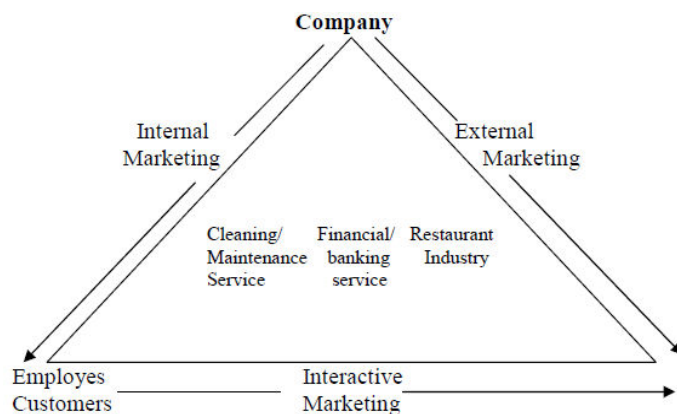 Company
Internal
Marketing
External
Marketing
Cleaning/
Maintenance
Service
Financial/
banking
service
Restaurant
Industry
Employes
Customers
Interactive
Marketing